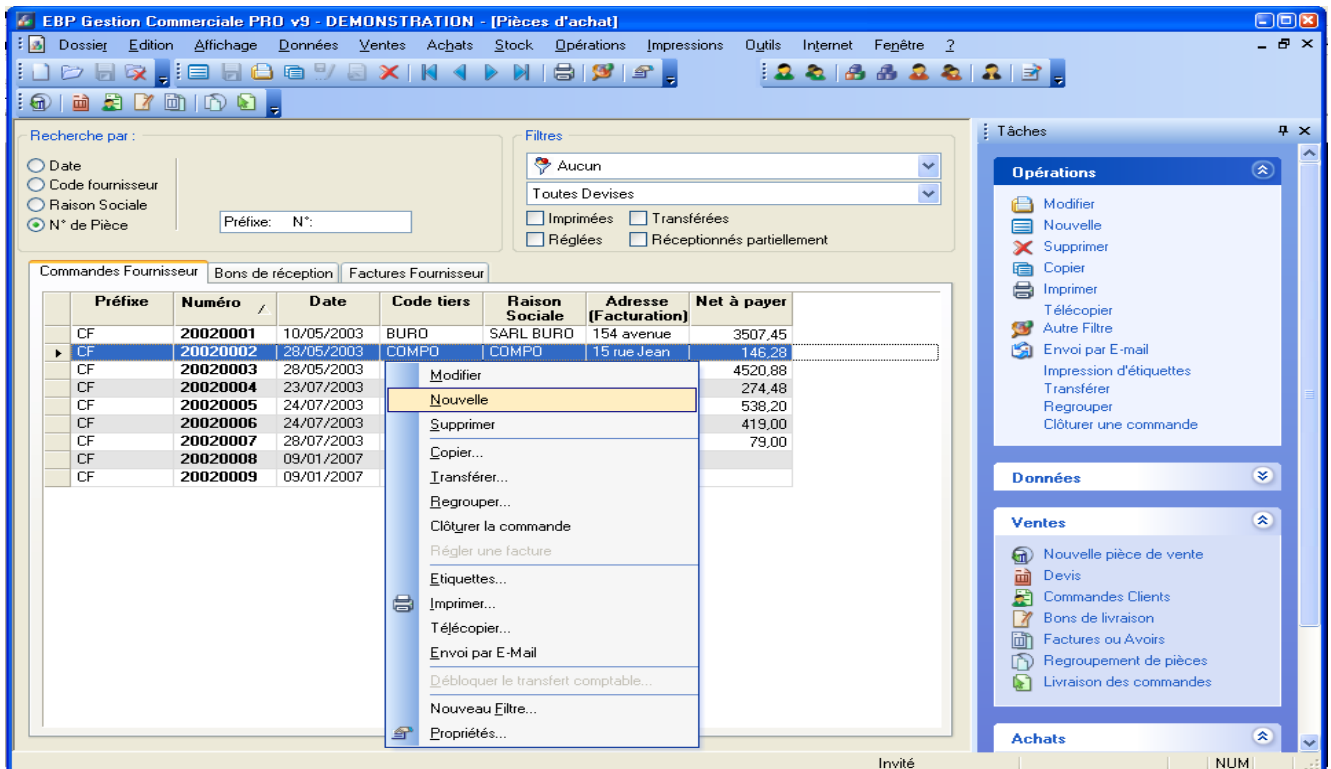 EBP Gestion Commerciale PRO v9 - DEMONSTRATION - [Pièces d'achat]
Dossier Edition Affichage Données Ventes Achats Stock Opérations Impressions Outils Internet Fenêtre ?
Recherche par :
Date
Code fournisseur
Raison Sociale
N° de Pièce
Préfixe: N°:
Filtres
Aucun
Toutes Devises
Imprimées Transférées
Réglées Réceptionnés partiellement
Commandes Fournisseur Bons de réception Factures Fournisseur
Préfixe Numéro Date Code tiers Raison Sociale Adresse (Facturation) Net à payer
CF 20020001 10/05/2003 BURO SARL BURO 154 avenue 3507,45
CF 20020002 28/05/2003 COMPO COMPO 15 rue Jean 146,28
CF 20020003 28/05/2003 4520,88
CF 20020004 23/07/2003 274,48
CF 20020005 24/07/2003 538,20
CF 20020006 24/07/2003 419,00
CF 20020007 28/07/2003 79,00
CF 20020008 09/01/2007
CF 20020009 09/01/2007
Modifier
Nouvelle
Supprimer
Copier...
Transférer...
Regrouper...
Clôturer la commande
Régler une facture
Etiquettes...
Imprimer...
Télécopier...
Envoi par E-Mail
Débloquer le transfert comptable...
Nouveau Filtre...
Propriétés...
Tâches
Opérations
Modifier
Nouvelle
Supprimer
Copier
Imprimer
Télécopier
Autre Filtre
Envoi par E-mail
Impression d'étiquettes
Transférer
Regrouper
Clôturer une commande
Données
Ventes
Nouvelle pièce de vente
Devis
Commandes Clients
Bons de livraison
Factures ou Avoirs
Regroupement de pièces
Livraison des commandes
Achats
Invité NUM